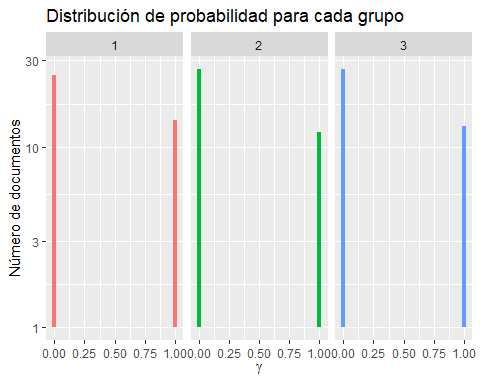 Distribución de probabilidad para cada grupo
1 2 3
30
10
3
1
Número de documentos
0.00 0.25 0.50 0.75 1.00 0.00 0.25 0.50 0.75 1.00 0.00 0.25 0.50 0.75 1.00
γ